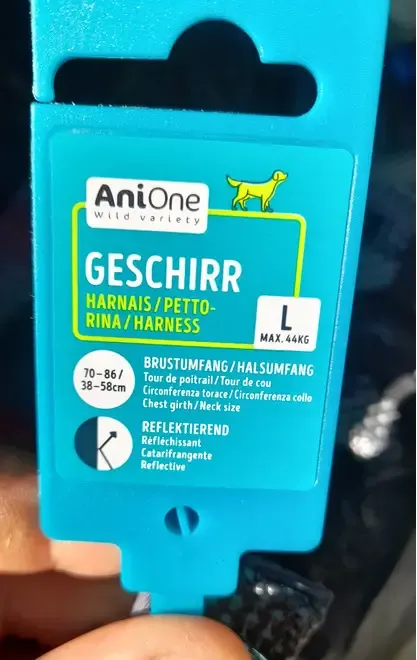 AniOne
Wild variety
GESCHIRR
HARNAIS / PETTO-
RINA / HARNESS
L
MAX. 44KG
70–86 /
38–58cm
BRUSTUMFANG / HALSUMFANG
Tour de poitrail / Tour de cou
Circonferenza torace / Circonferenza collo
Chest girth / Neck size
REFLEKTIEREND
Réfléchissant
Catarifrangente
Reflective